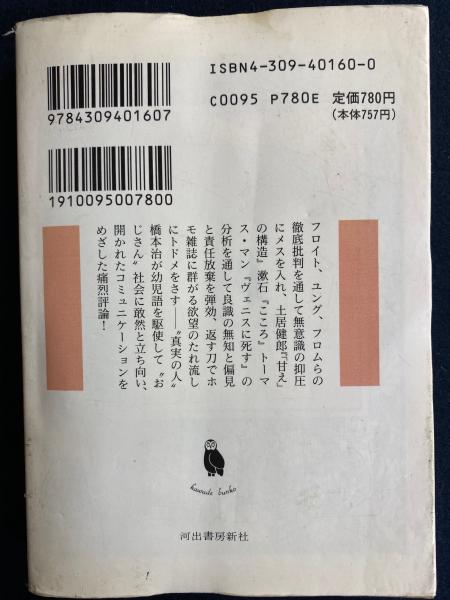 ISBN4-309-40160-0
C0095 P780E 定価780円
(本体757円)
9784309401607
1910095007800
フロイト、ユング、フロムらの
徹底批判を通して無意識の抑圧
にメスを入れ、土居健郎『「甘え」
の構造』漱石『こころ』トーマ
ス・マン『ヴェニスに死す』の
分析を通して良識の無知と偏見
と責任放棄を弾効、返す刀でホ
モ雑誌に群がる欲望のたれ流し
にトドメをさす——〝真実の人〟
橋本治が幼児語を駆使して〝お
じさん〟社会に敢然と立ち向い、
開かれたコミュニケーションを
めざした痛烈評論！
kawade bunko
河出書房新社